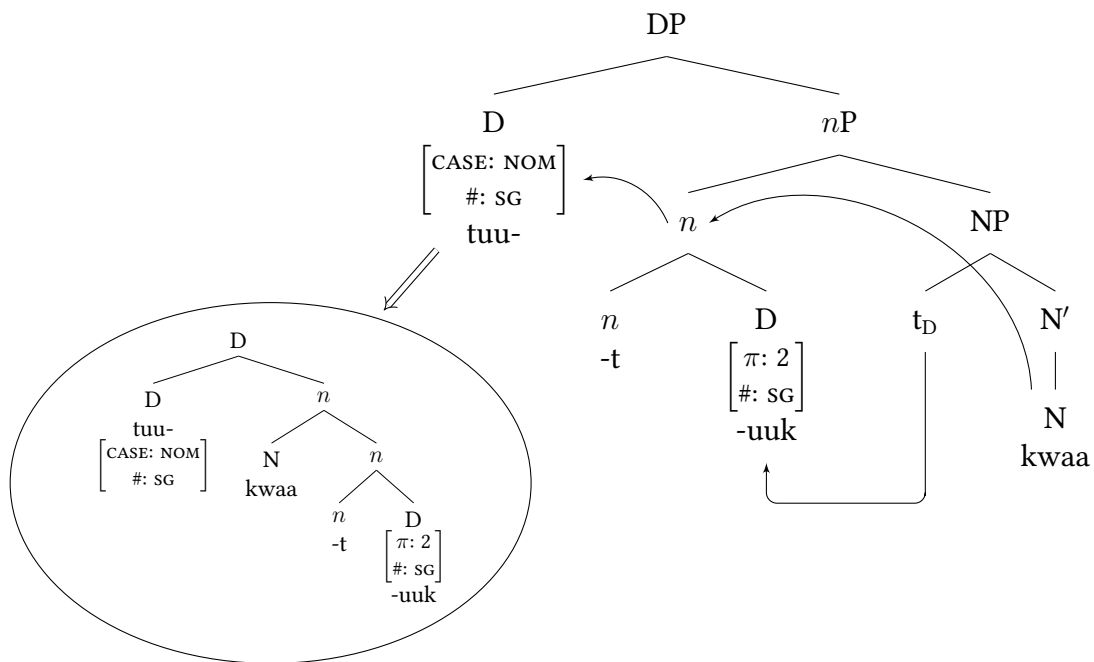 DP
D nP
[CASE: NOM
#: SG]
tuu-
n NP
n D tD N′
-t [π: 2
#: SG]
-uuk
N
kwaa
D
D n
tuu-
[CASE: NOM
#: SG]
N n
kwaa
n D
-t [π: 2
#: SG]
-uuk